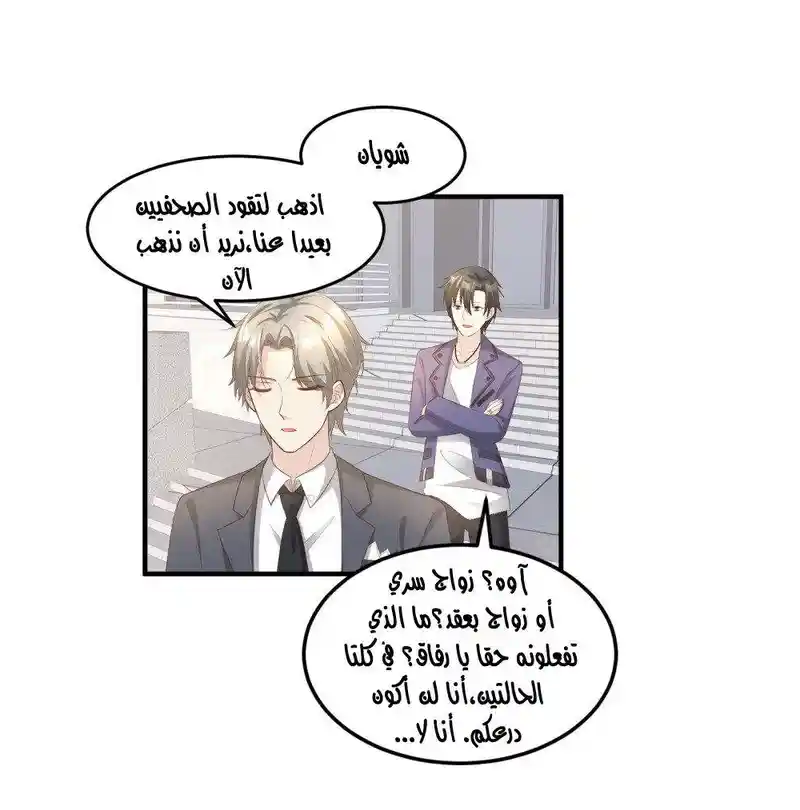 شويان
اذهب لتقود الصحفيين
بعيدا عنا،نريد أن نذهب
الآن
آوه؟ زواج سري
أو زواج بعقد؟ما الذي
تفعلونه حقا يا رفاق؟ في كلتا
الحالتين،أنا لن أكون
درعكم. أنا لا...